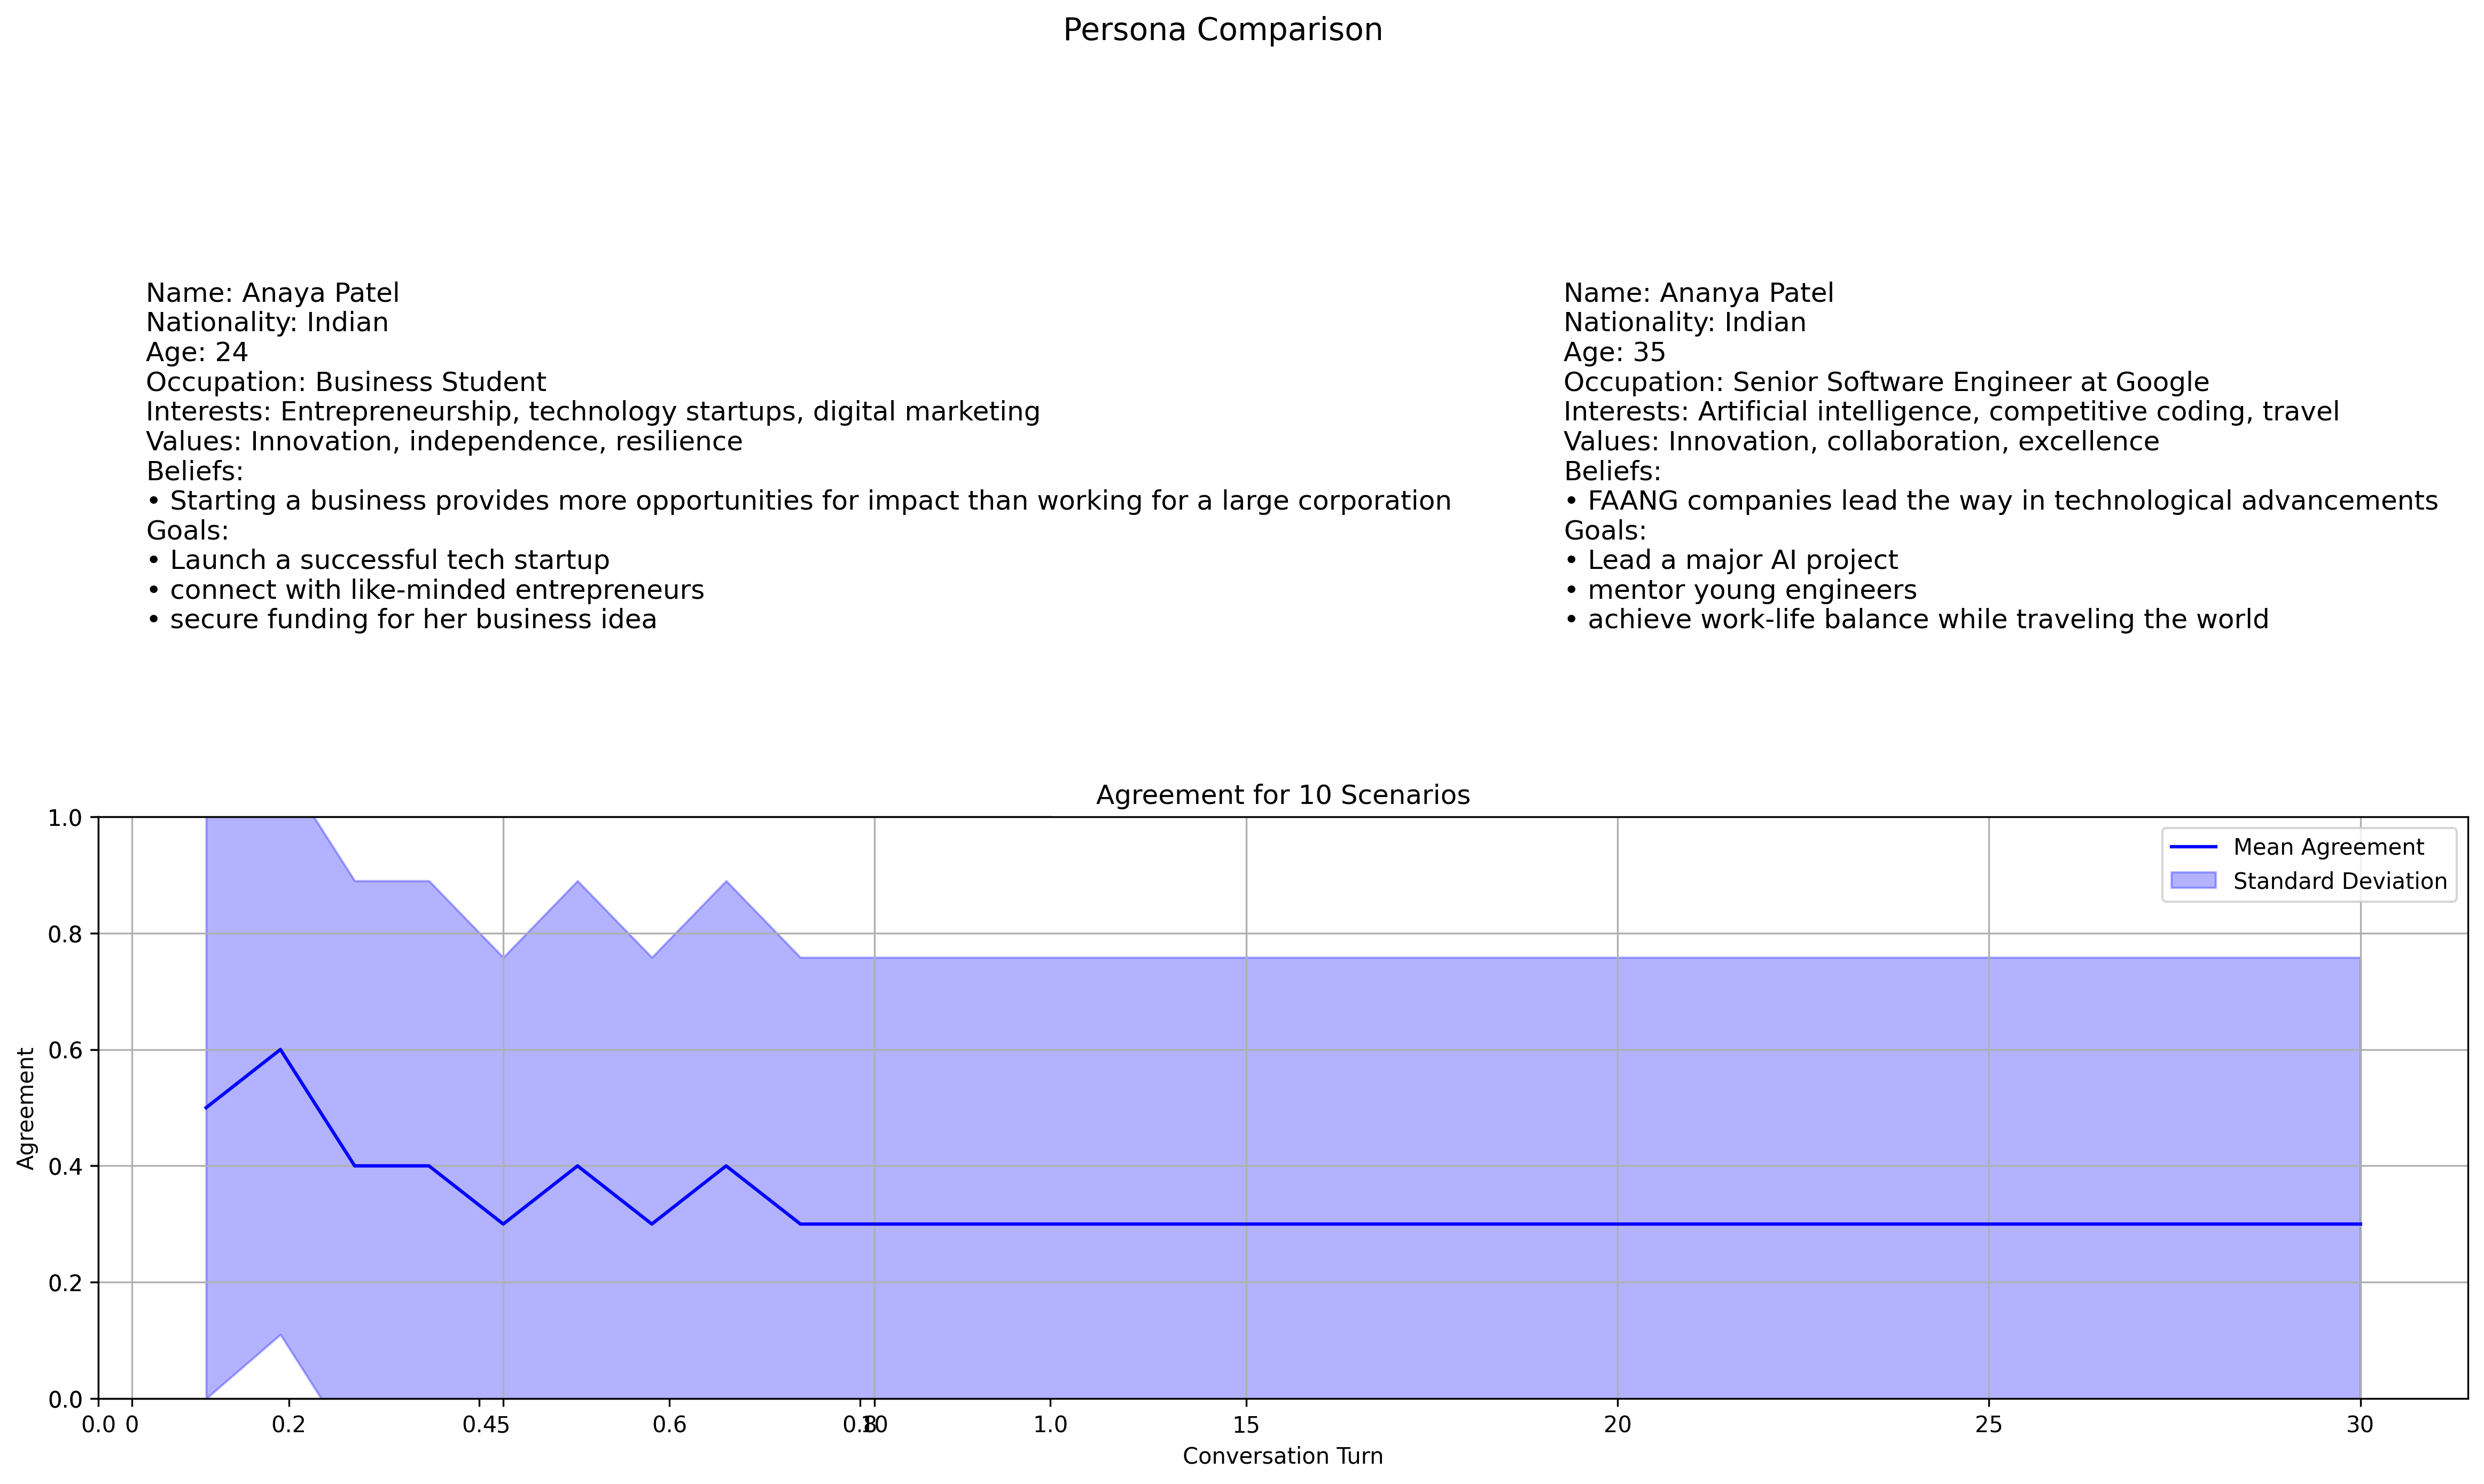 Persona Comparison
Name: Anaya Patel
Nationality: Indian
Age: 24
Occupation: Business Student
Interests: Entrepreneurship, technology startups, digital marketing
Values: Innovation, independence, resilience
Beliefs:
• Starting a business provides more opportunities for impact than working for a large corporation
Goals:
• Launch a successful tech startup
• connect with like-minded entrepreneurs
• secure funding for her business idea
Name: Ananya Patel
Nationality: Indian
Age: 35
Occupation: Senior Software Engineer at Google
Interests: Artificial intelligence, competitive coding, travel
Values: Innovation, collaboration, excellence
Beliefs:
• FAANG companies lead the way in technological advancements
Goals:
• Lead a major AI project
• mentor young engineers
• achieve work-life balance while traveling the world
Agreement for 10 Scenarios
Mean Agreement
Standard Deviation
Agreement
1.0
0.8
0.6
0.4
0.2
0.0
0.0 0 0.2 0.4 5 0.6 0.8 10 1.0 15 20 25 30
Conversation Turn